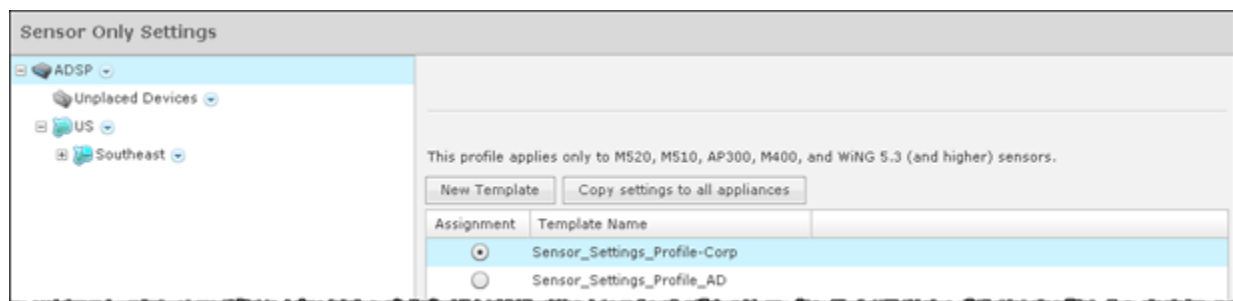 Sensor Only Settings
ADSP
Unplaced Devices
US
Southeast
This profile applies only to M520, M510, AP300, M400, and WiNG 5.3 (and higher) sensors.
New Template Copy settings to all appliances
Assignment Template Name
Sensor_Settings_Profile-Corp
Sensor_Settings_Profile_AD